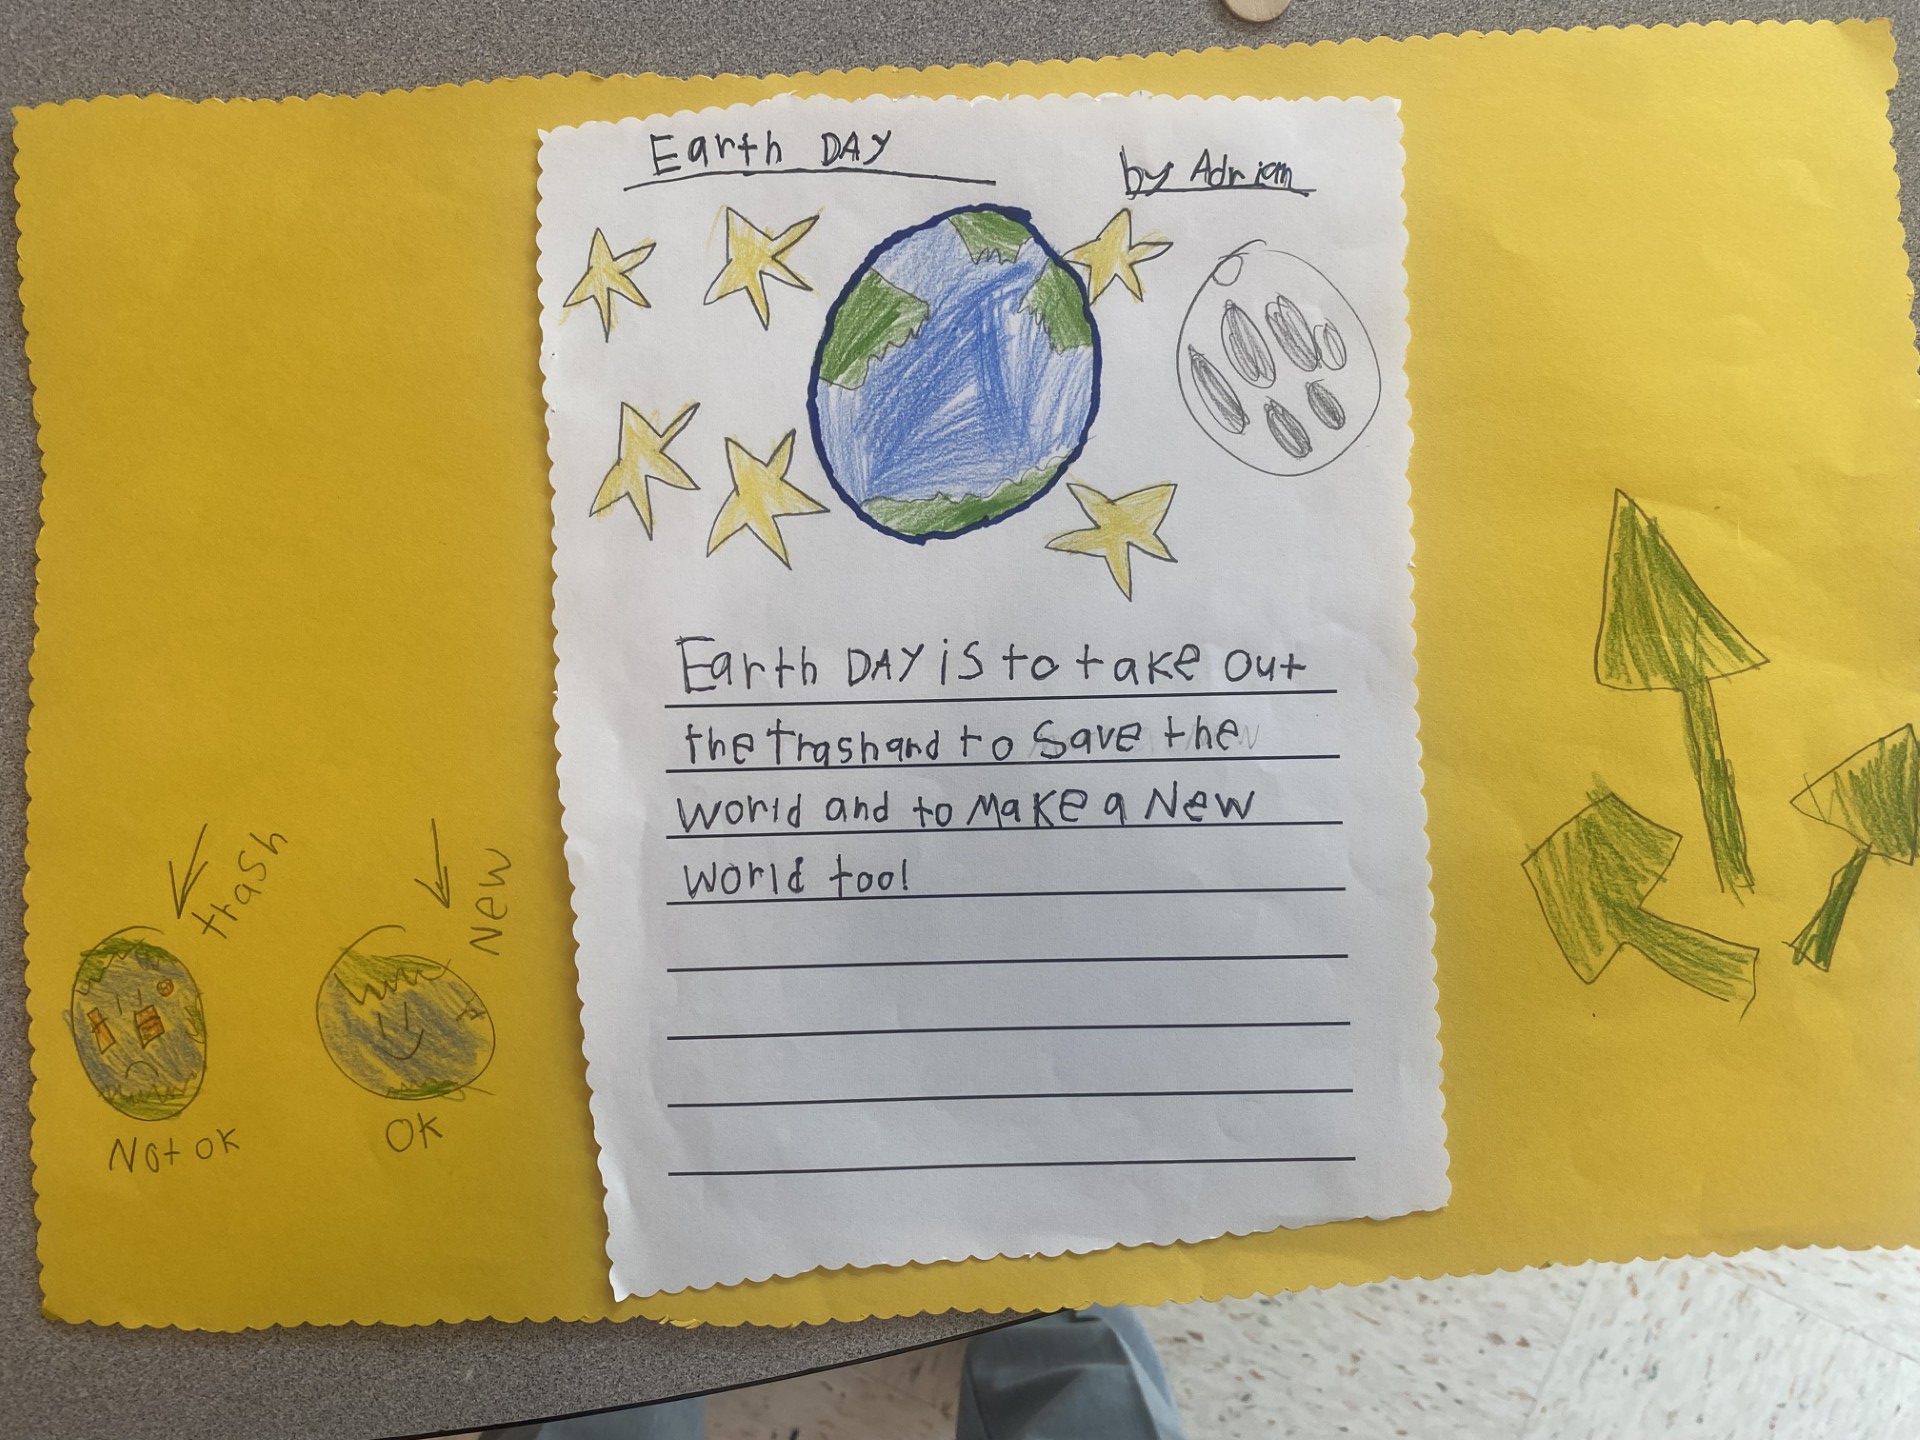 Earth DAY
by Adrian
Earth DAY is to take out
the trash and to Save the
world and to Make a New
world too!
trash
New
Not ok
OK